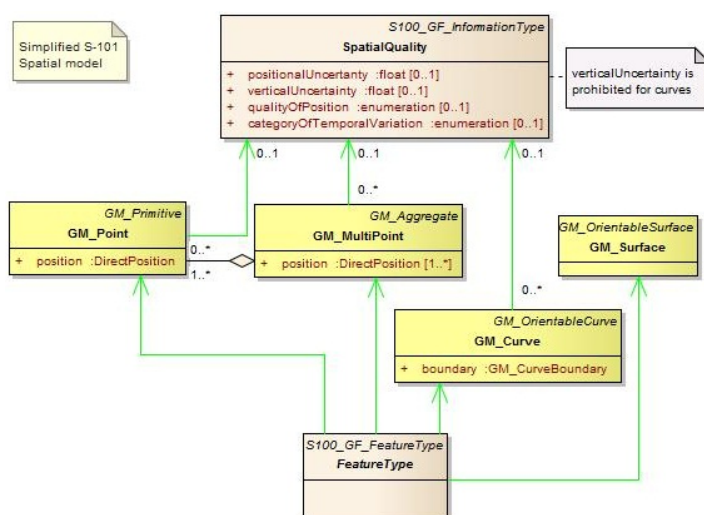 Simplified S-101
Spatial model
S100_GF_InformationType
SpatialQuality
+ positionalUncertanty :float [0..1]
+ verticalUncertainty :float [0..1]
+ qualityOfPosition :enumeration [0..1]
+ categoryOfTemporalVariation :enumeration [0..1]
verticalUncertainty is
prohibited for curves
0..1
0..1
0..1
0..*
GM_Primitive
GM_Point
+ position :DirectPosition
0..*
1..*
GM_Aggregate
GM_MultiPoint
+ position :DirectPosition [1..*]
GM_OrientableSurface
GM_Surface
0..*
GM_OrientableCurve
GM_Curve
+ boundary :GM_CurveBoundary
S100_GF_FeatureType
FeatureType